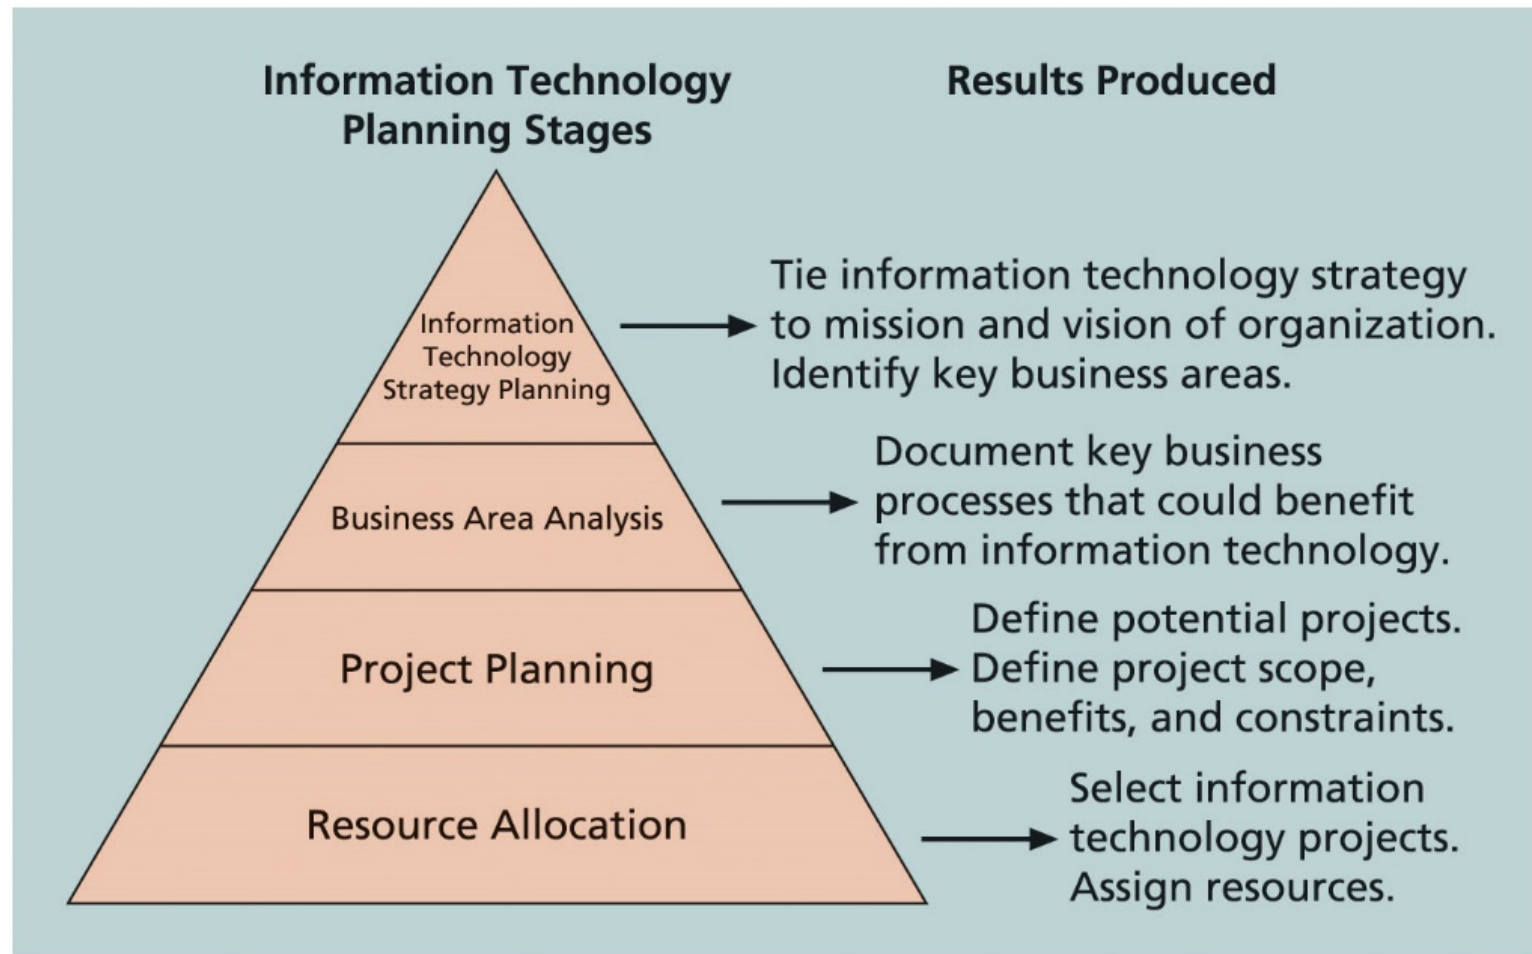 Information Technology
Planning Stages
Results Produced
Information
Technology
Strategy Planning
Tie information technology strategy
to mission and vision of organization.
Identify key business areas.
Business Area Analysis
Document key business
processes that could benefit
from information technology.
Project Planning
Define potential projects.
Define project scope,
benefits, and constraints.
Resource Allocation
Select information
technology projects.
Assign resources.